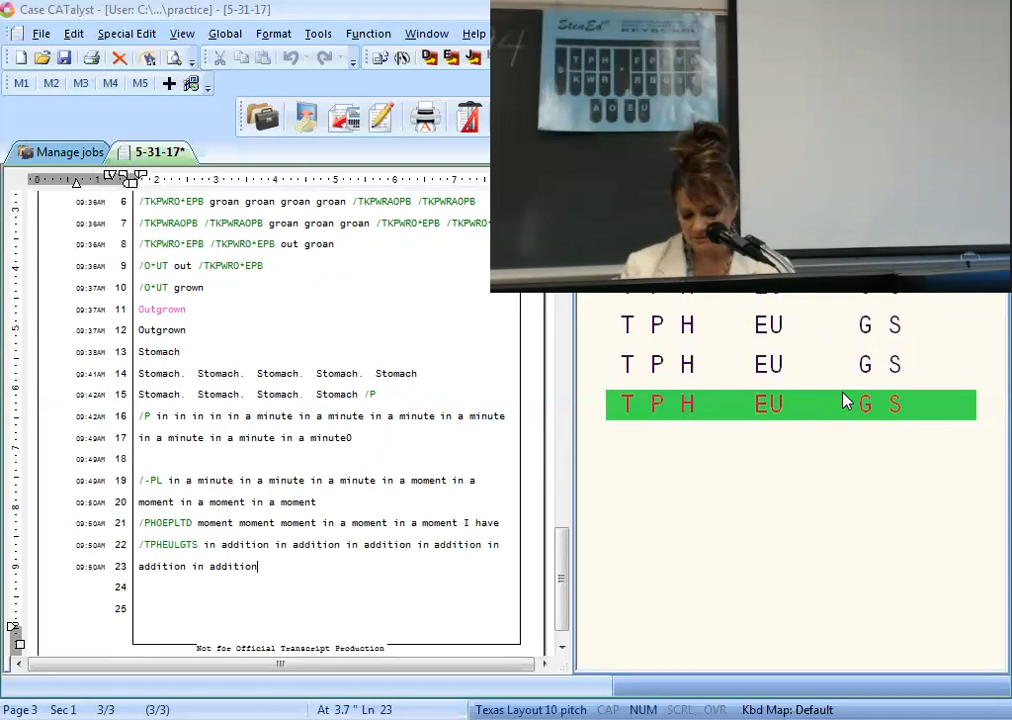 Case CATalyst - [User: C:\...\practice] - [5-31-17]
File Edit Special Edit View Global Format Tools Function Window Help
M1 M2 M3 M4 M5
Manage jobs 5-31-17*
StenEd
KEYBOARD
T P H * F P L T D
S K W R R B G S Z
A O E U
0 1 2 3 4 5 6 7
09:36AM 6 /TKPWRO*EPB groan groan groan groan /TKPWRAOPB /TKPWRAOPB
09:36AM 7 /TKPWRAOPB /TKPWRAOPB groan groan groan /TKPWRO*EPB /TKPWRO
09:36AM 8 /TKPWRO*EPB /TKPWRO*EPB out groan
09:36AM 9 /O*UT out /TKPWRO*EPB
09:37AM 10 /O*UT grown
09:37AM 11 Outgrown
09:37AM 12 Outgrown
09:38AM 13 Stomach
09:41AM 14 Stomach. Stomach. Stomach. Stomach. Stomach
09:42AM 15 Stomach. Stomach. Stomach. Stomach /P
09:42AM 16 /P in in in in in a minute in a minute in a minute in a minute
09:49AM 17 in a minute in a minute in a minute0
09:49AM 18
09:49AM 19 /-PL in a minute in a minute in a minute in a moment in a
09:50AM 20 moment in a moment in a moment
09:50AM 21 /PHOEPLTD moment moment moment in a moment in a moment I have
09:50AM 22 /TPHEULGTS in addition in addition in addition in addition in
09:50AM 23 addition in addition
24
25
Not for Official Transcript Production
T P H EU G S
T P H EU G S
T P H EU G S
Page 3 Sec 1 3/3 (3/3) At 3.7 " Ln 23 Texas Layout 10 pitch CAP NUM SCRL OVR Kbd Map: Default